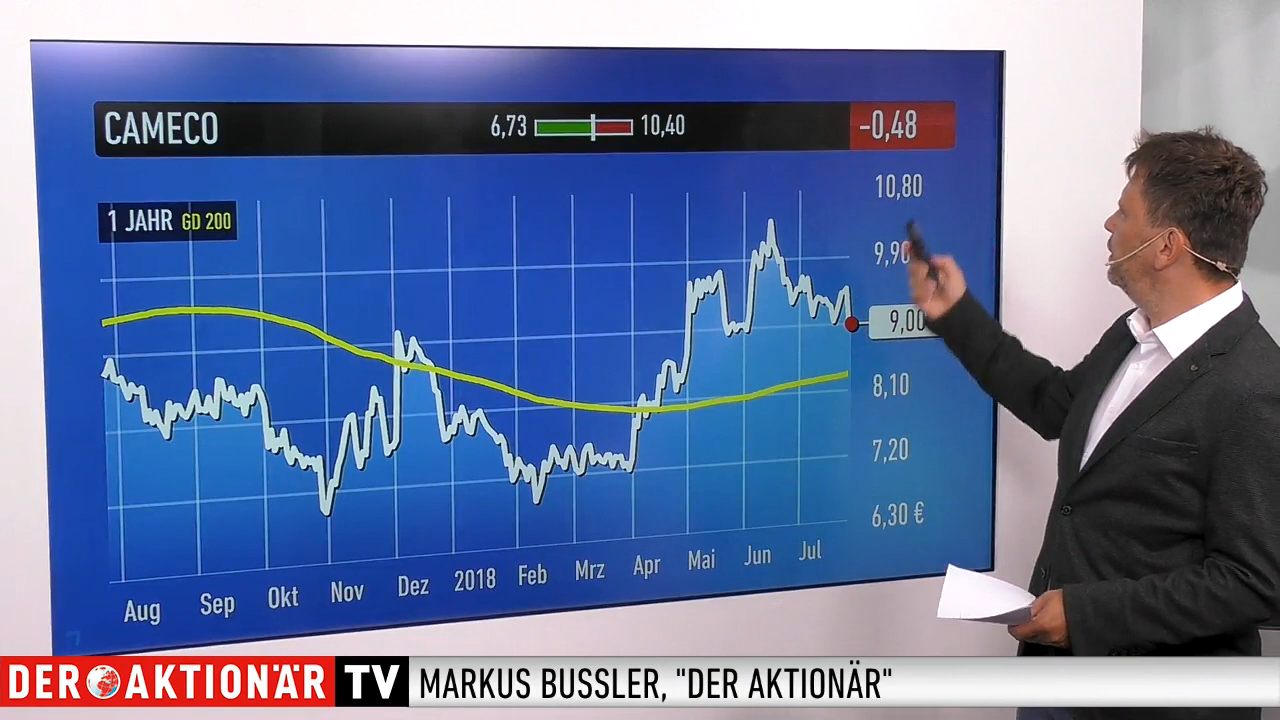 CAMECO 6,73 10,40 -0,48
1 JAHR GD 200
10,80
9,90
9,00
8,10
7,20
6,30 €
Aug Sep Okt Nov Dez 2018 Feb Mrz Apr Mai Jun Jul
DER AKTIONÄR TV MARKUS BUSSLER, "DER AKTIONÄR"